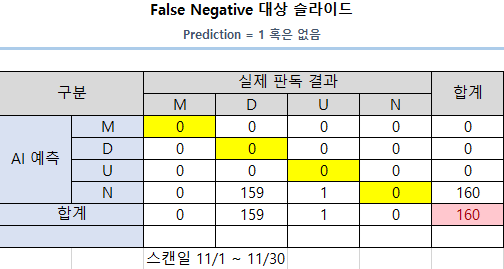 False Negative 대상 슬라이드
Prediction = 1 혹은 없음
구분 실제 판독 결과 합계
M D U N
AI 예측 M 0 0 0 0 0
D 0 0 0 0 0
U 0 0 0 0 0
N 0 159 1 0 160
합계 0 159 1 0 160
스캔일 11/1 ~ 11/30